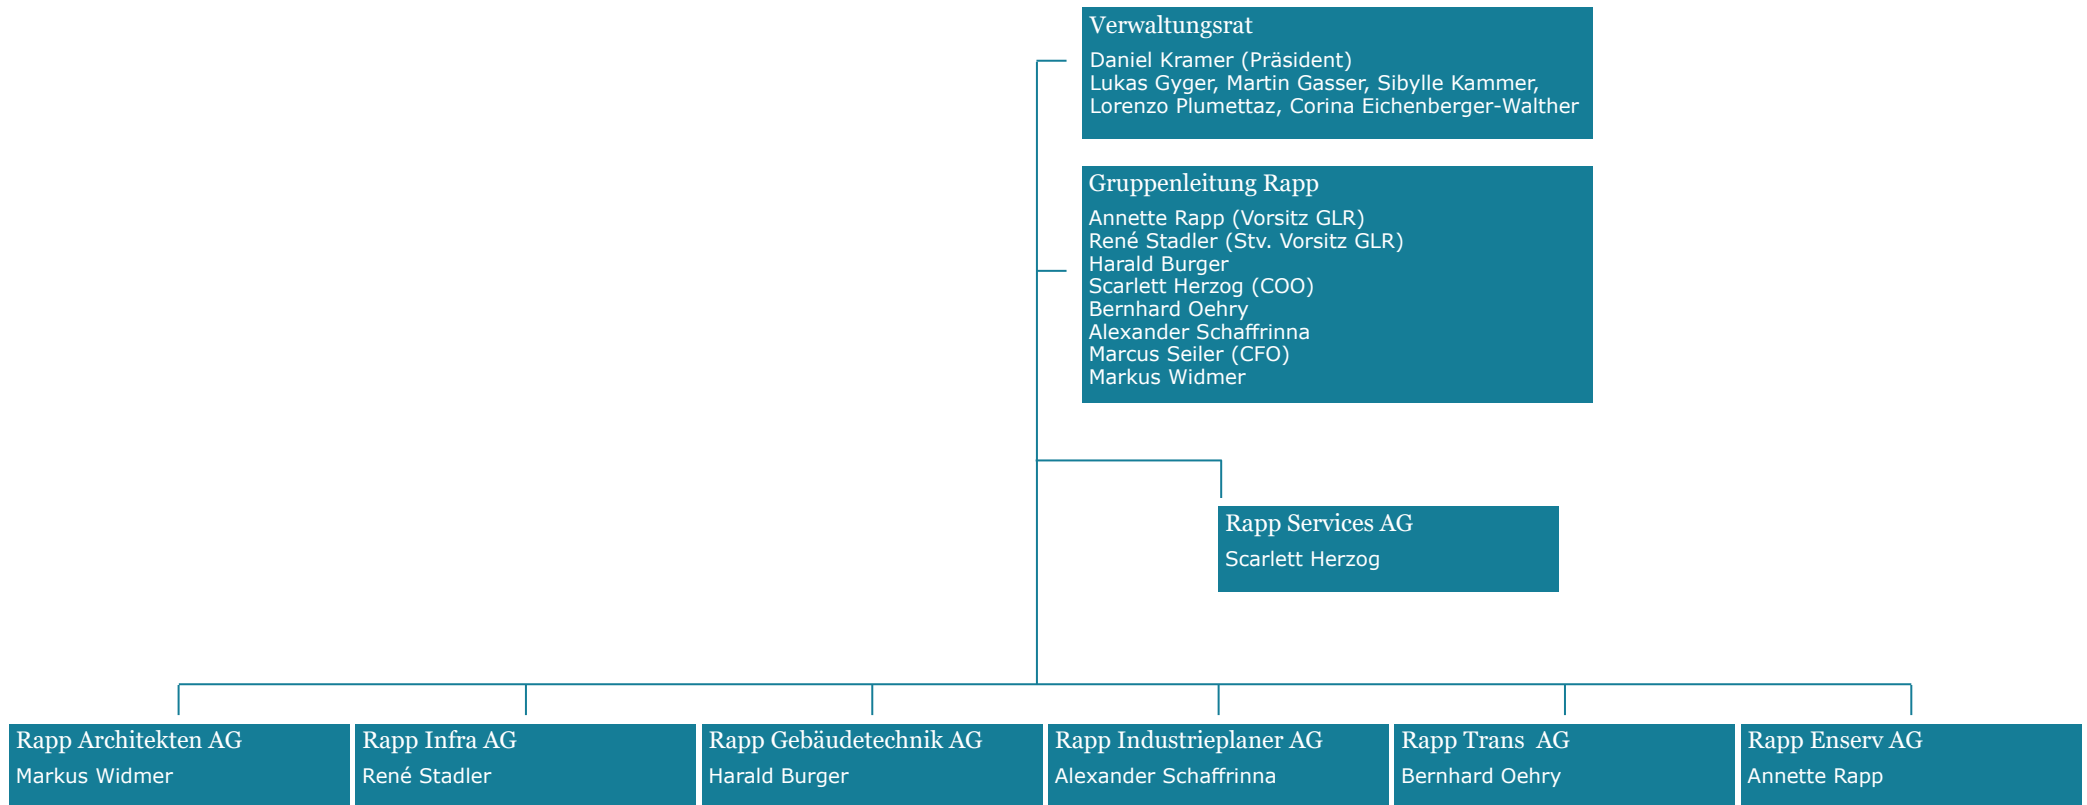 Verwaltungsrat
Daniel Kramer (Präsident)
Lukas Gyger, Martin Gasser, Sibylle Kammer,
Lorenzo Plumettaz, Corina Eichenberger-Walther
Gruppenleitung Rapp
Annette Rapp (Vorsitz GLR)
René Stadler (Stv. Vorsitz GLR)
Harald Burger
Scarlett Herzog (COO)
Bernhard Oehry
Alexander Schaffrinna
Marcus Seiler (CFO)
Markus Widmer
Rapp Services AG
Scarlett Herzog
Rapp Architekten AG
Markus Widmer
Rapp Infra AG
René Stadler
Rapp Gebäudetechnik AG
Harald Burger
Rapp Industrieplaner AG
Alexander Schaffrinna
Rapp Trans  AG
Bernhard Oehry
Rapp Enserv AG
Annette Rapp